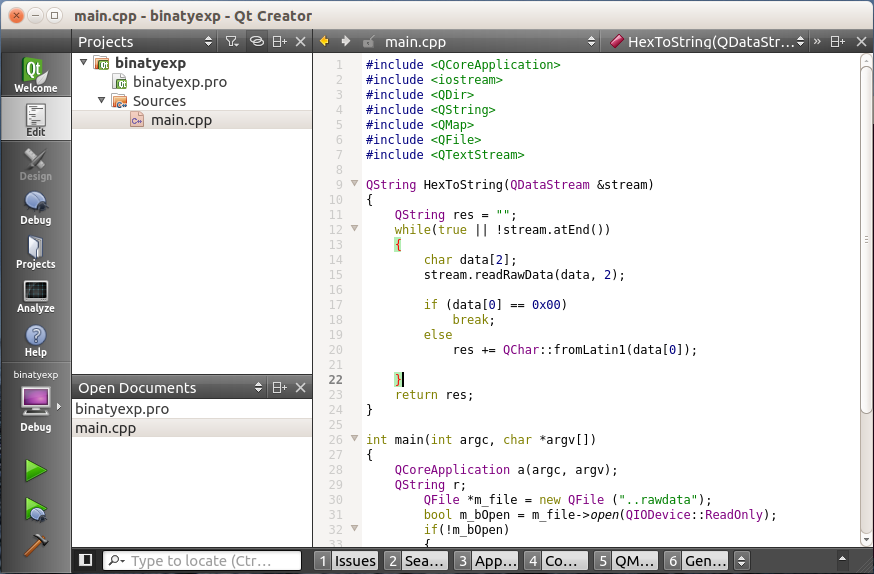 main.cpp - binatyexp - Qt Creator
Projects
main.cpp
HexToString(QDataStr...
Qt
Welcome
Edit
Design
Debug
Projects
Analyze
Help
binatyexp
Debug
binatyexp
binatyexp.pro
Sources
main.cpp
Open Documents
binatyexp.pro
main.cpp
1 #include <QCoreApplication>
2 #include <iostream>
3 #include <QDir>
4 #include <QString>
5 #include <QMap>
6 #include <QFile>
7 #include <QTextStream>
8
9 QString HexToString(QDataStream &stream)
10 {
11 QString res = "";
12 while(true || !stream.atEnd())
13 {
14 char data[2];
15 stream.readRawData(data, 2);
16
17 if (data[0] == 0x00)
18 break;
19 else
20 res += QChar::fromLatin1(data[0]);
21
22 }
23 return res;
24 }
25
26 int main(int argc, char *argv[])
27 {
28 QCoreApplication a(argc, argv);
29 QString r;
30 QFile *m_file = new QFile ("..rawdata");
31 bool m_bOpen = m_file->open(QIODevice::ReadOnly);
32 if(!m_bOpen)
33 {
Type to locate (Ctr...
1 Issues
2 Sea...
3 App...
4 Co...
5 QM...
6 Gen...